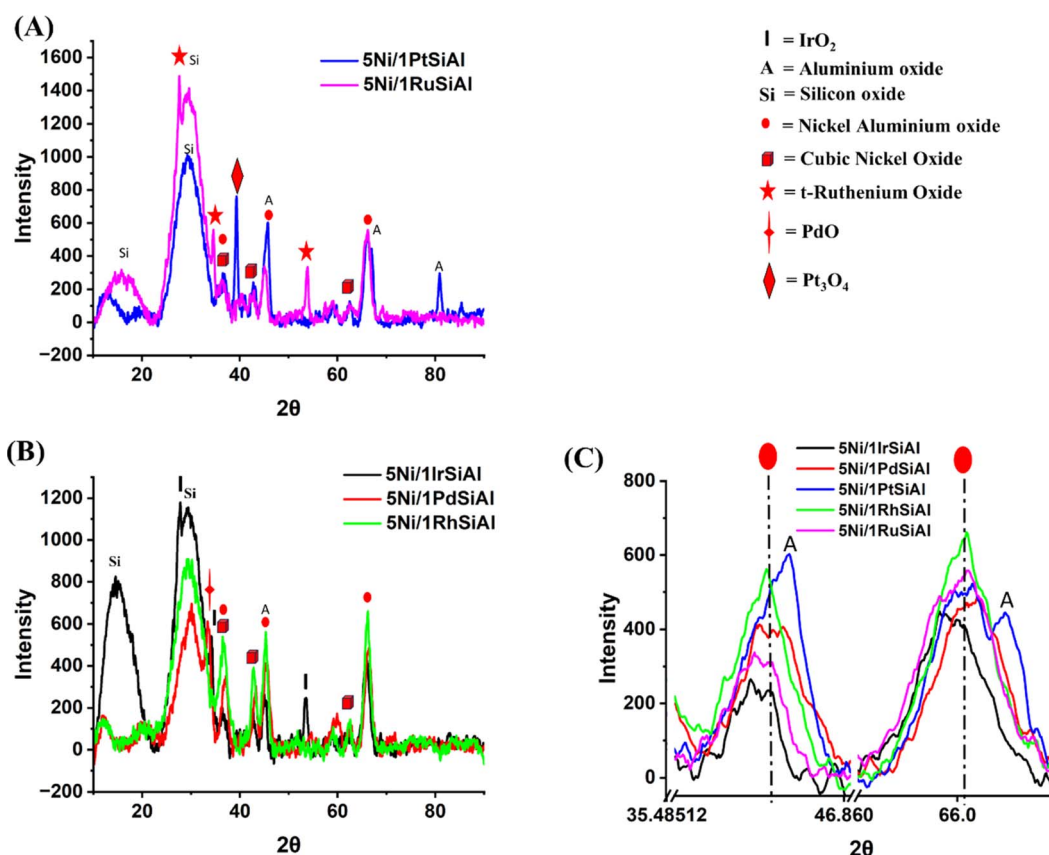 (A)
1600
1400
1200
1000
800
600
400
200
0
−200
Intensity
5Ni/1PtSiAl
5Ni/1RuSiAl
Si
Si
Si
A
A
A
20
40
60
80
2θ
I = IrO2
A = Aluminium oxide
Si = Silicon oxide
= Nickel Aluminium oxide
= Cubic Nickel Oxide
= t-Ruthenium Oxide
= PdO
= Pt3O4
(B)
1200
1000
800
600
400
200
0
−200
Intensity
5Ni/1IrSiAl
5Ni/1PdSiAl
5Ni/1RhSiAl
I
Si
Si
I
A
I
20
40
60
80
2θ
(C)
5Ni/1IrSiAl
5Ni/1PdSiAl
5Ni/1PtSiAl
5Ni/1RhSiAl
5Ni/1RuSiAl
800
600
400
200
0
Intensity
A
A
35.48512
46.860
66.0
2θ